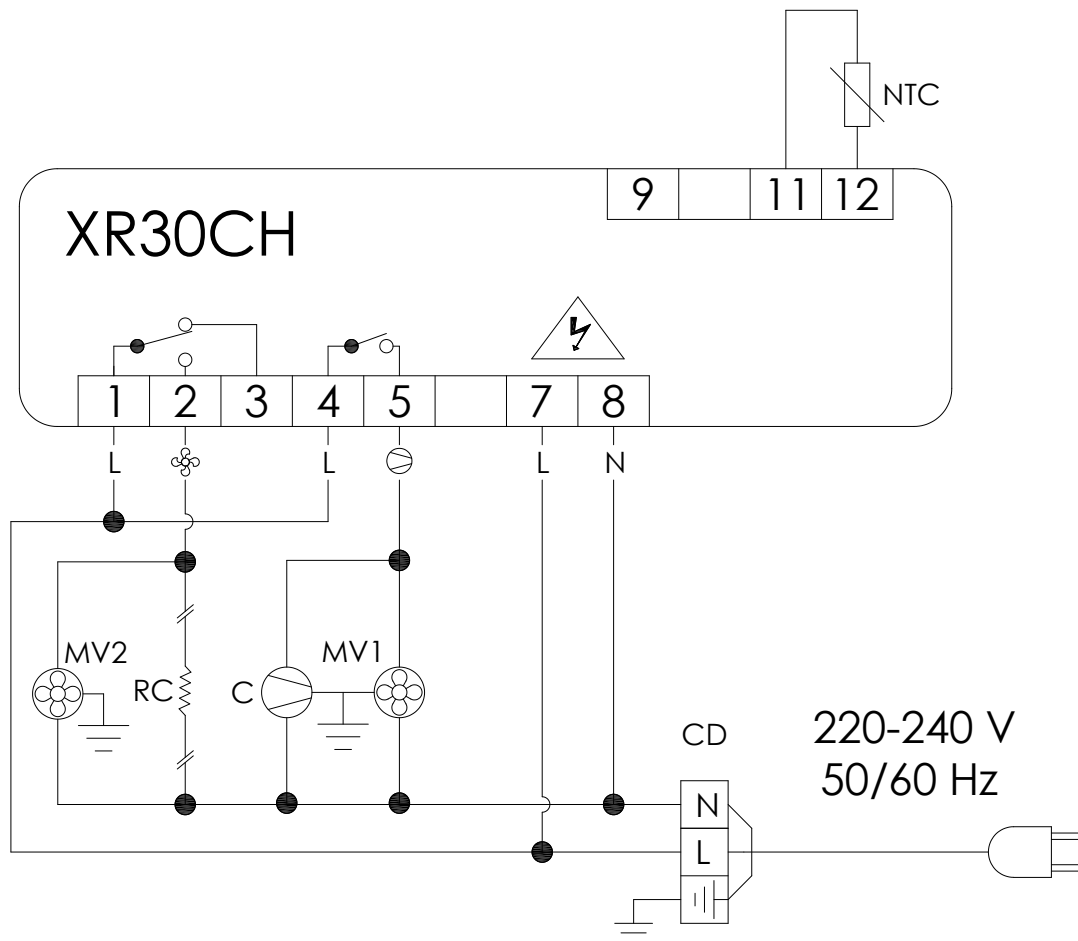 NTC
9 11 12
XR30CH
1 2 3 4 5 7 8
L L L N
MV2 MV1
RC C
CD 220-240 V
50/60 Hz
N
L